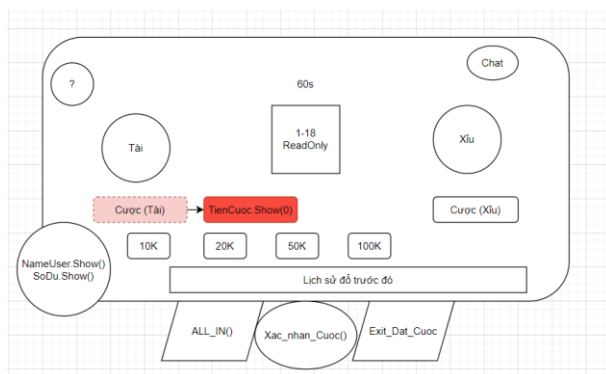 Chat
?
60s
1-18
ReadOnly
Tài
Xỉu
Cược (Tài)
TienCuoc.Show(0)
Cược (Xỉu)
10K
20K
50K
100K
NameUser.Show()
SoDu.Show()
Lịch sử đổ trước đó
ALL_IN()
Xac_nhan_Cuoc()
Exit_Dat_Cuoc